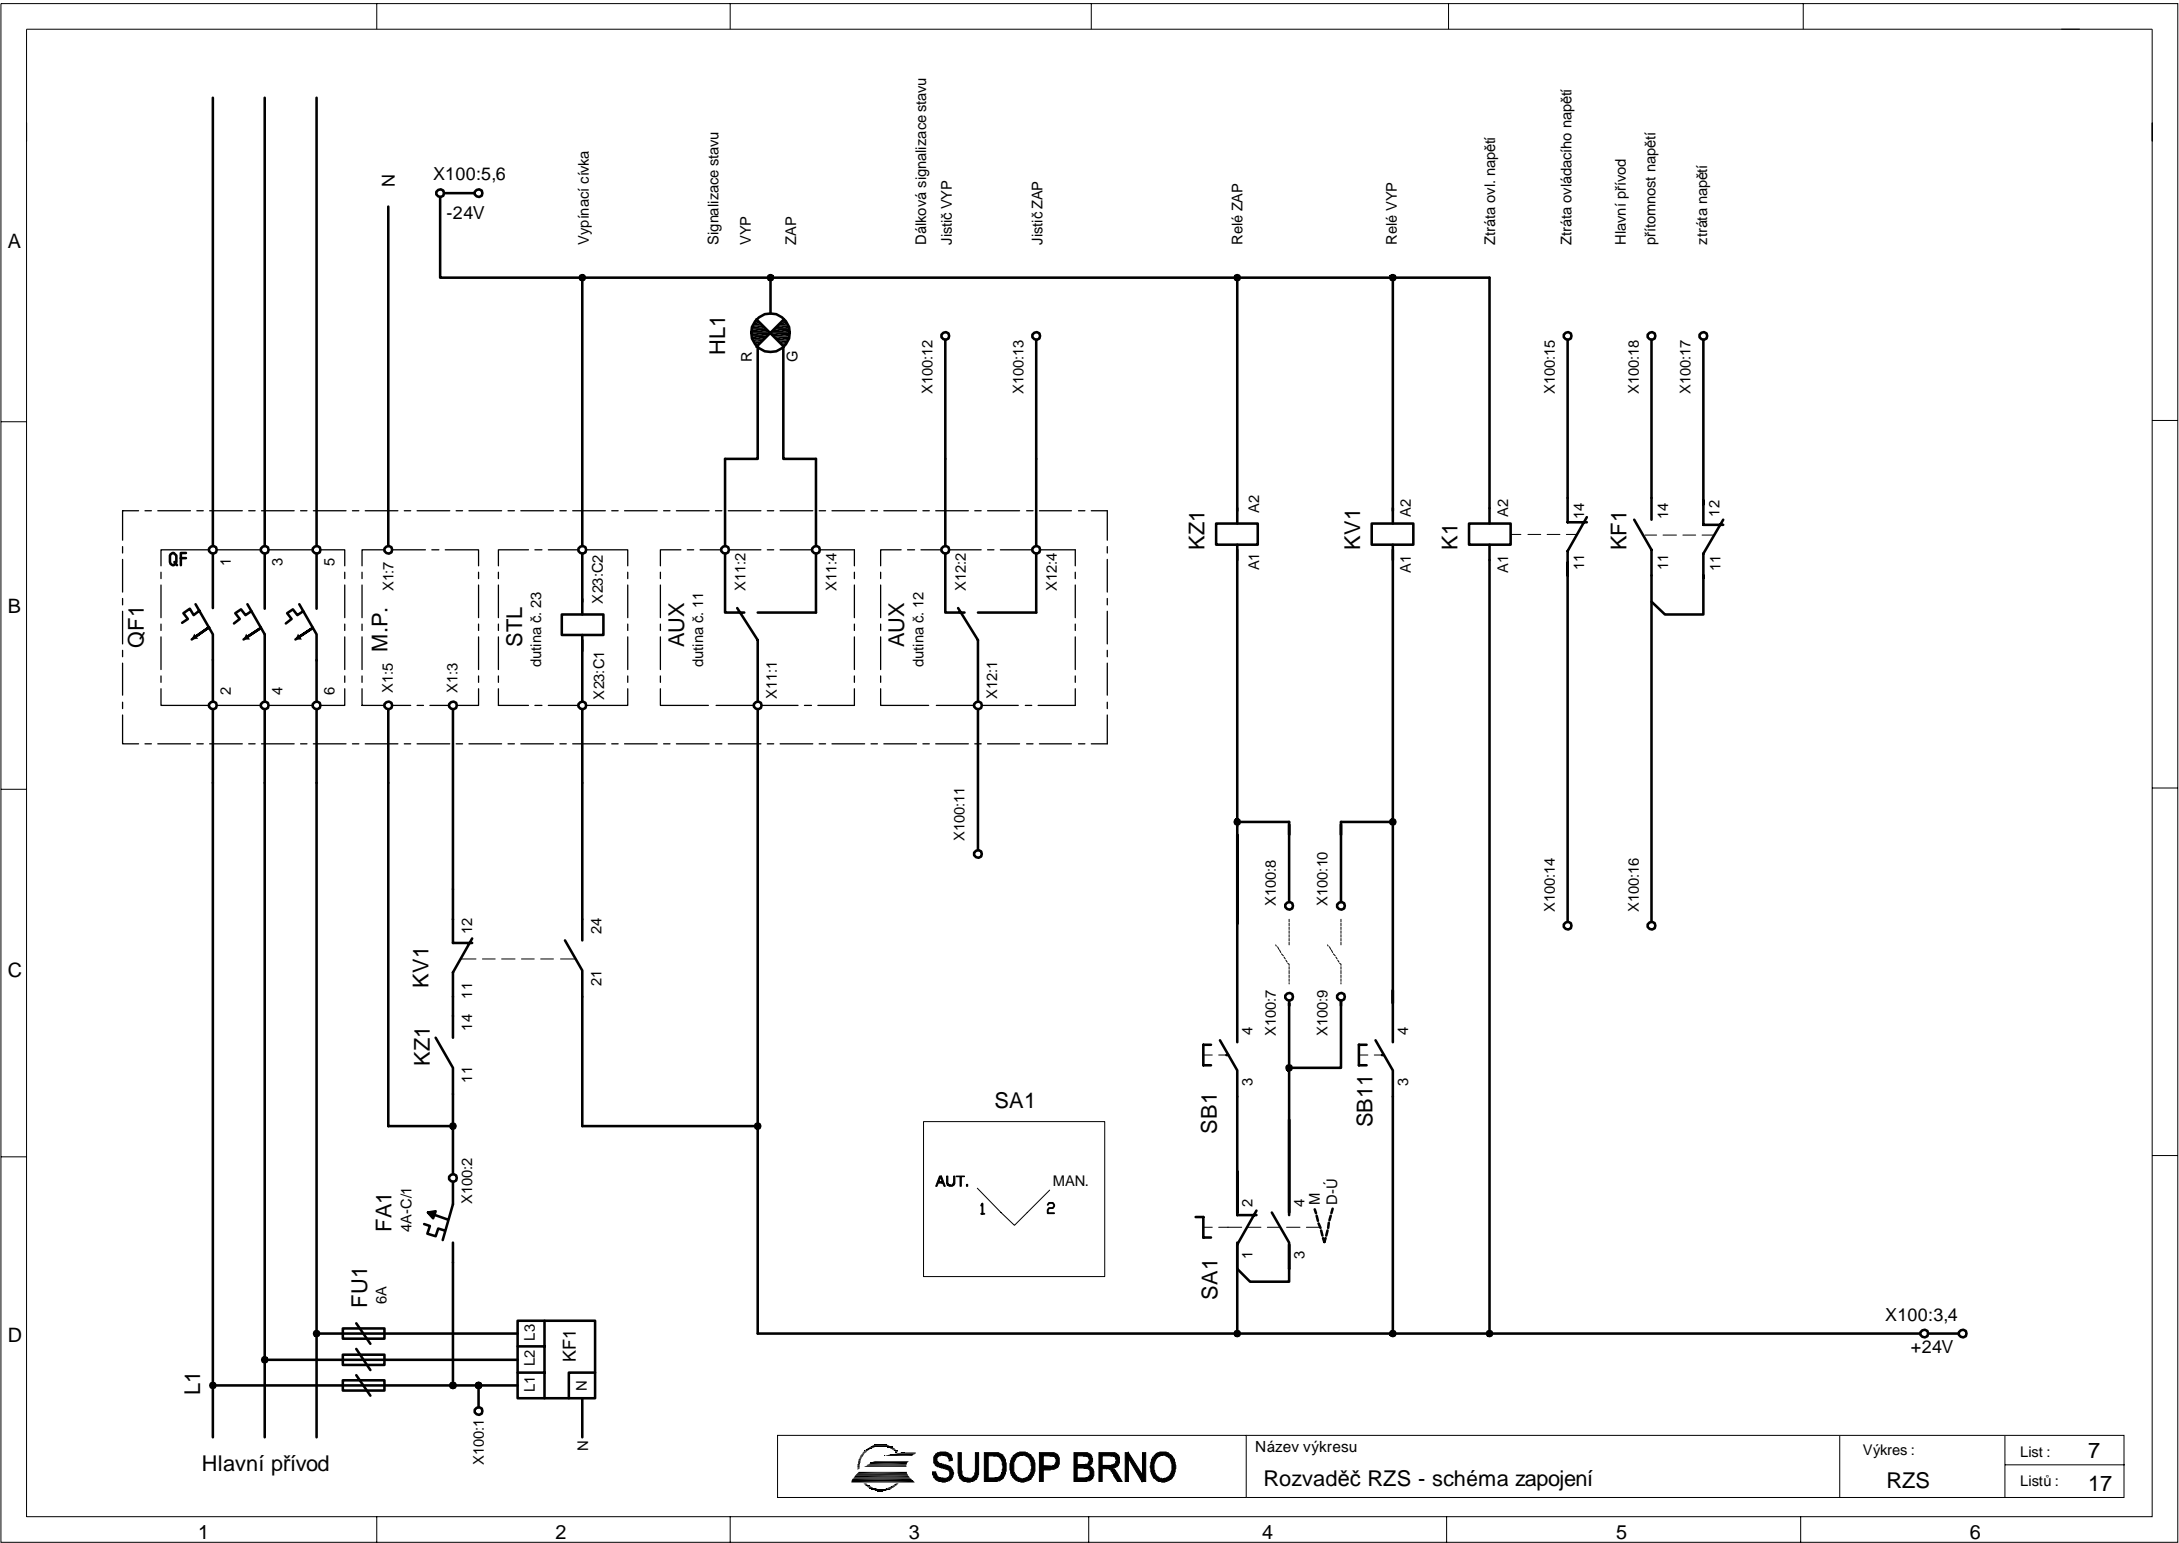 A
B
C
D
N
X100:5,6
-24V
Vypínací cívka
Signalizace stavu
VYP
ZAP
Dálková signalizace stavu
Jistič VYP
Jistič ZAP
Relé ZAP
Relé VYP
Ztráta ovl. napětí
Ztráta ovládacího napětí
Hlavní přívod
přítomnost napětí
ztráta napětí
HL1
R
G
X100:12
X100:13
X100:15
X100:18
X100:17
QF1
QF
1
3
5
2
4
6
X1:7
M.P.
X1:5
X1:3
STL
dutina č. 23
X23:C2
X23:C1
AUX
dutina č. 11
X11:2
X11:4
X11:1
AUX
dutina č. 12
X12:2
X12:4
X12:1
KZ1
A2
A1
KV1
A2
A1
K1
A2
A1
14
11
KF1
14
11
12
11
X100:11
X100:8
X100:10
X100:7
X100:9
X100:14
X100:16
KV1
12
11
24
21
KZ1
14
11
SB1
4
3
SB11
4
3
SA1
AUT.
MAN.
1
2
FA1
4A-C/1
X100:2
FU1
6A
L1
L3
L2
L1
KF1
N
N
X100:1
Hlavní přívod
SA1
2
1
4
3
M
D-Ú
X100:3,4
+24V
SUDOP BRNO
Název výkresu
Rozvaděč RZS - schéma zapojení
Výkres :
RZS
List : 7
Listů : 17
1
2
3
4
5
6